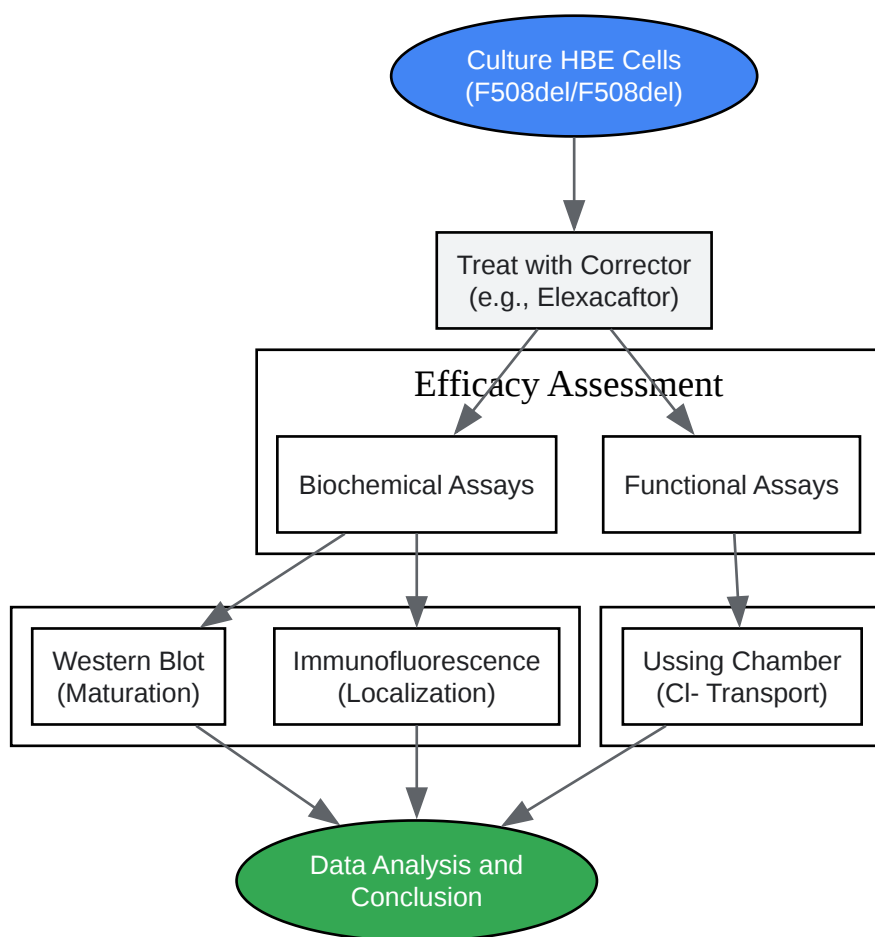 Culture HBE Cells
(F508del/F508del)
Treat with Corrector
(e.g., Elexacaftor)
Efficacy Assessment
Biochemical Assays
Functional Assays
Western Blot
(Maturation)
Immunofluorescence
(Localization)
Ussing Chamber
(Cl- Transport)
Data Analysis and
Conclusion